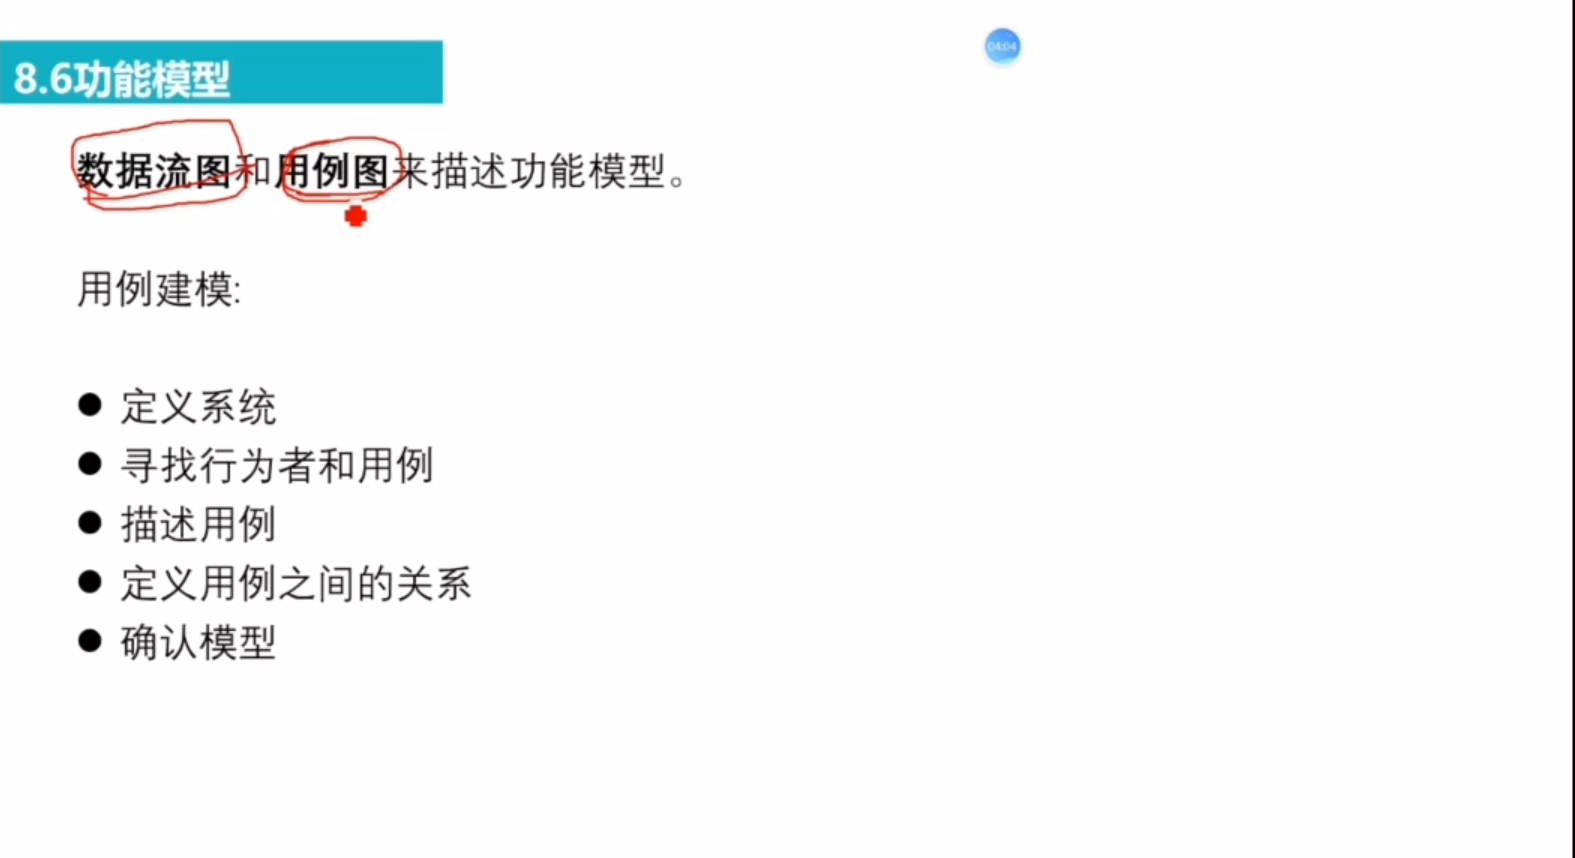 8.6功能模型
04:04
数据流图和用例图来描述功能模型。
用例建模:
● 定义系统
● 寻找行为者和用例
● 描述用例
● 定义用例之间的关系
● 确认模型